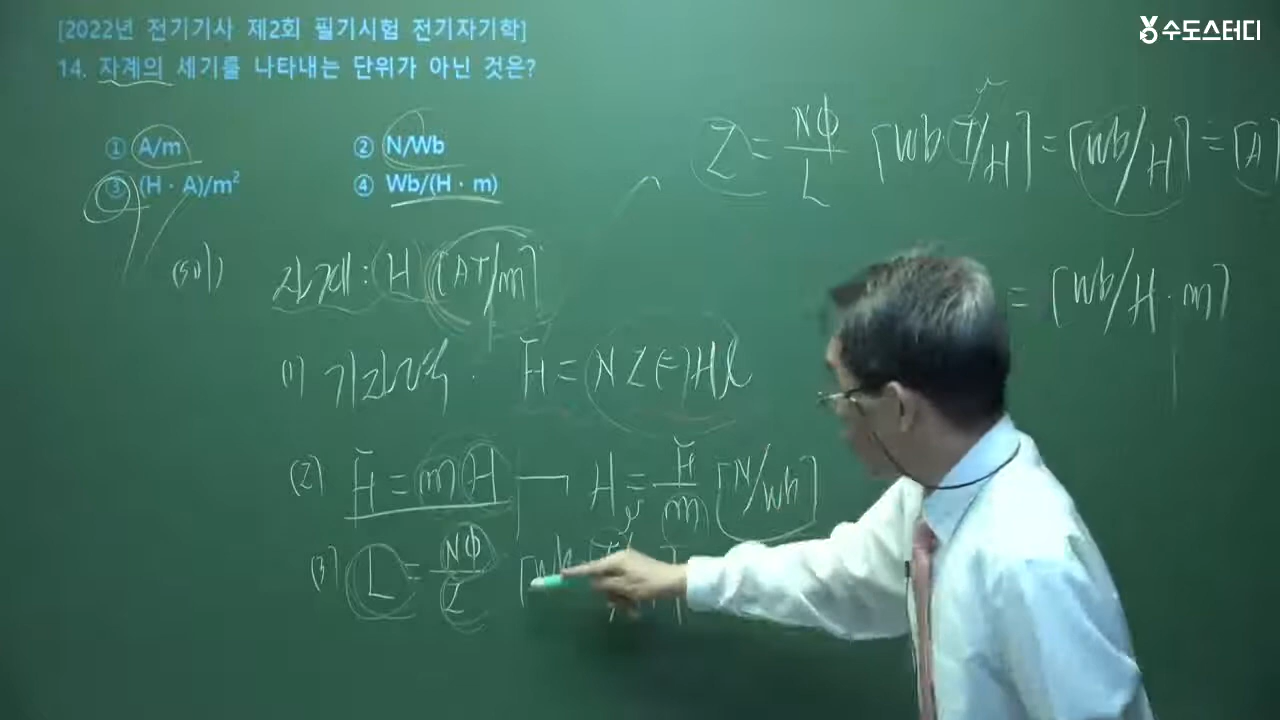 [2022년 전기기사 제2회 필기시험 전기자기학]
수도스터디
14. 자계의 세기를 나타내는 단위가 아닌 것은?
① A/m
② N/Wb
③ (H · A)/m²
④ Wb/(H · m)
I = Nφ/L [Wb·T/H] = [Wb/H] = [A]
자계 : (H) [AT/m]
= [Wb/H · m]
(1) 기자력 F = NI (=) Hl
(2) F = mH → H = F/m [N/Wb]
(3) L = Nφ/I